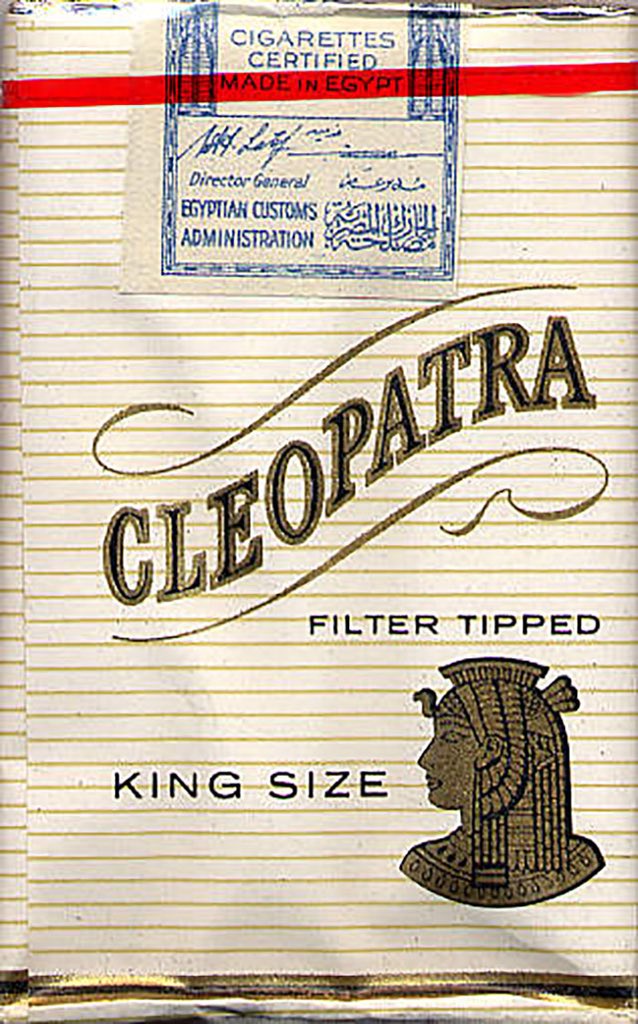 CIGARETTES
CERTIFIED
MADE IN EGYPT
Director General
EGYPTIAN CUSTOMS
ADMINISTRATION
CLEOPATRA
FILTER TIPPED
KING SIZE